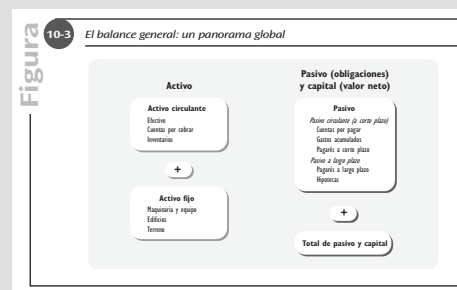 Figura
10-3
El balance general: un panorama global
Activo
Activo circulante
Efectivo
Cuentas por cobrar
Inventarios
+
Activo fijo
Maquinaria y equipo
Edificios
Terreno
Pasivo (obligaciones)
y capital (valor neto)
Pasivo
Pasivo circulante (a corto plazo)
Cuentas por pagar
Gastos acumulados
Pagarés a corto plazo
Pasivo a largo plazo
Pagarés a largo plazo
Hipotecas
+
Total de pasivo y capital